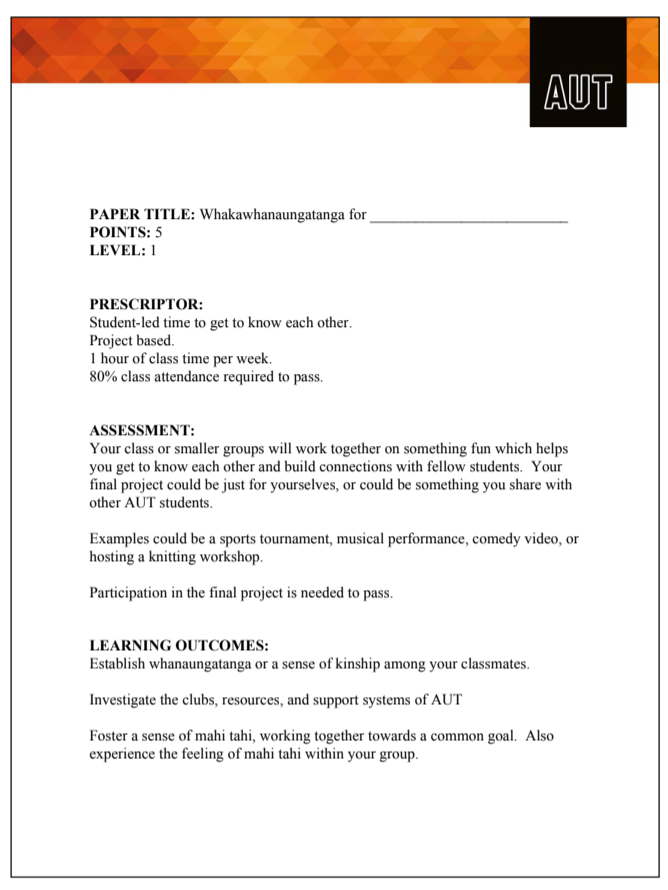 AUT
PAPER TITLE: Whakawhanaungatanga for __________________________
POINTS: 5
LEVEL: 1
PRESCRIPTOR:
Student-led time to get to know each other.
Project based.
1 hour of class time per week.
80% class attendance required to pass.
ASSESSMENT:
Your class or smaller groups will work together on something fun which helps
you get to know each other and build connections with fellow students.  Your
final project could be just for yourselves, or could be something you share with
other AUT students.
Examples could be a sports tournament, musical performance, comedy video, or
hosting a knitting workshop.
Participation in the final project is needed to pass.
LEARNING OUTCOMES:
Establish whanaungatanga or a sense of kinship among your classmates.
Investigate the clubs, resources, and support systems of AUT
Foster a sense of mahi tahi, working together towards a common goal.  Also
experience the feeling of mahi tahi within your group.